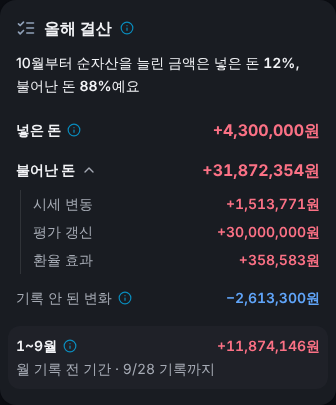 올해 결산
10월부터 순자산을 늘린 금액은 넣은 돈 12%,
불어난 돈 88%예요
넣은 돈 +4,300,000원
불어난 돈 +31,872,354원
시세 변동 +1,513,771원
평가 갱신 +30,000,000원
환율 효과 +358,583원
기록 안 된 변화 −2,613,300원
1~9월 +11,874,146원
월 기록 전 기간 · 9/28 기록까지